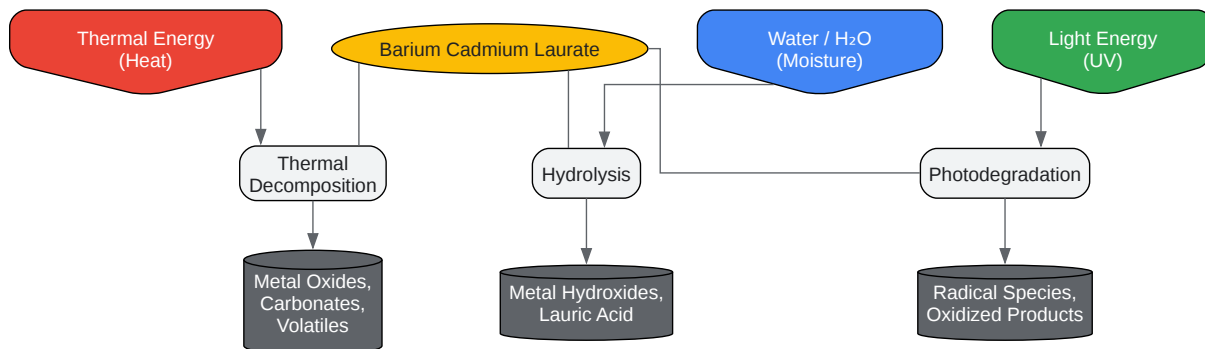 Thermal Energy
(Heat)
Barium Cadmium Laurate
Water / H₂O
(Moisture)
Light Energy
(UV)
Thermal
Decomposition
Hydrolysis
Photodegradation
Metal Oxides,
Carbonates,
Volatiles
Metal Hydroxides,
Lauric Acid
Radical Species,
Oxidized Products